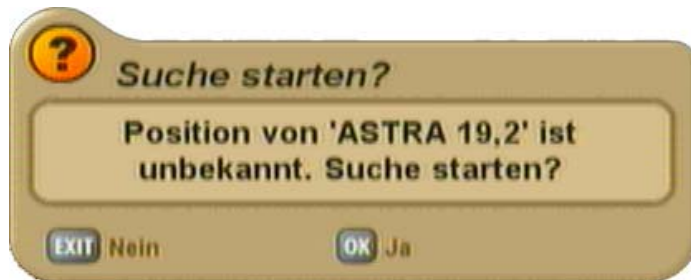 ?
Suche starten?
Position von 'ASTRA 19,2' ist
unbekannt. Suche starten?
EXIT Nein
OK Ja